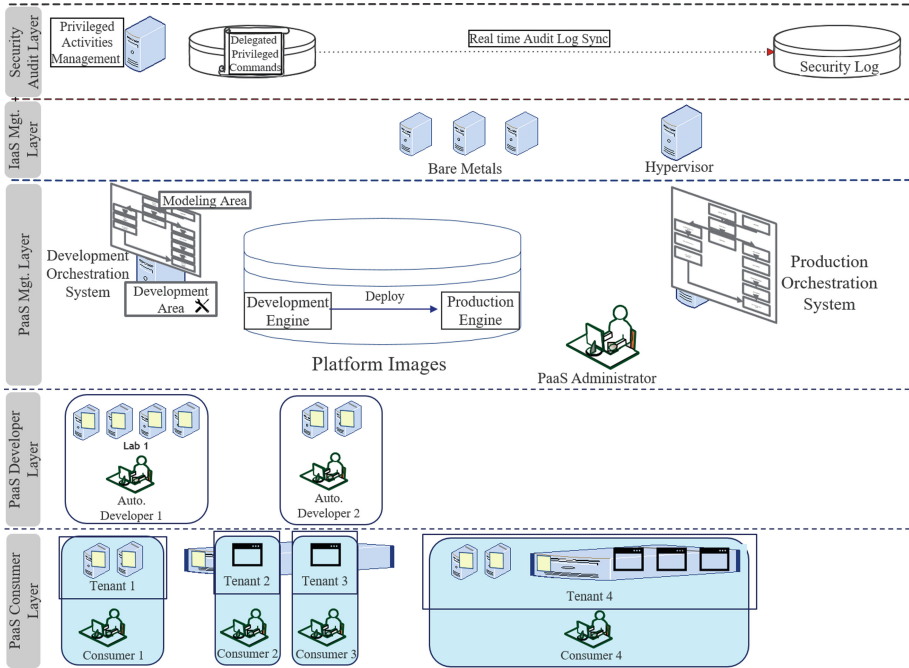 Security
Audit Layer
Privileged
Activities
Management
Delegated
Privileged
Commands
Real time Audit Log Sync
Security Log
IaaS Mgt.
Layer
Bare Metals
Hypervisor
PaaS Mgt. Layer
Modeling Area
Development
Orchestration
System
Development
Area
Development
Engine
Deploy
Production
Engine
Platform Images
PaaS Administrator
Production
Orchestration
System
PaaS Developer
Layer
Lab 1
Auto.
Developer 1
Auto.
Developer 2
PaaS Consumer
Layer
Tenant 1
Consumer 1
Tenant 2
Consumer 2
Tenant 3
Consumer 3
Tenant 4
Consumer 4